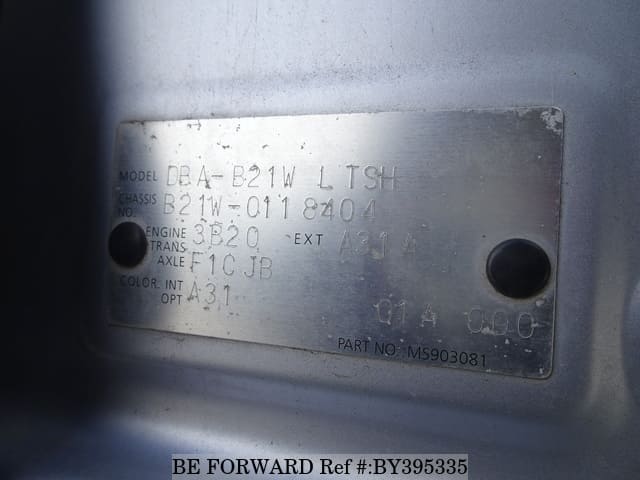 MODEL DBA-B21W LTSH
CHASSIS NO. B21W-0118404
ENGINE 3B20 EXT A31A
TRANS AXLE F1CJB
COLOR: INT A31
OPT 01A 000
PART NO: MS903081
BE FORWARD Ref #:BY395335